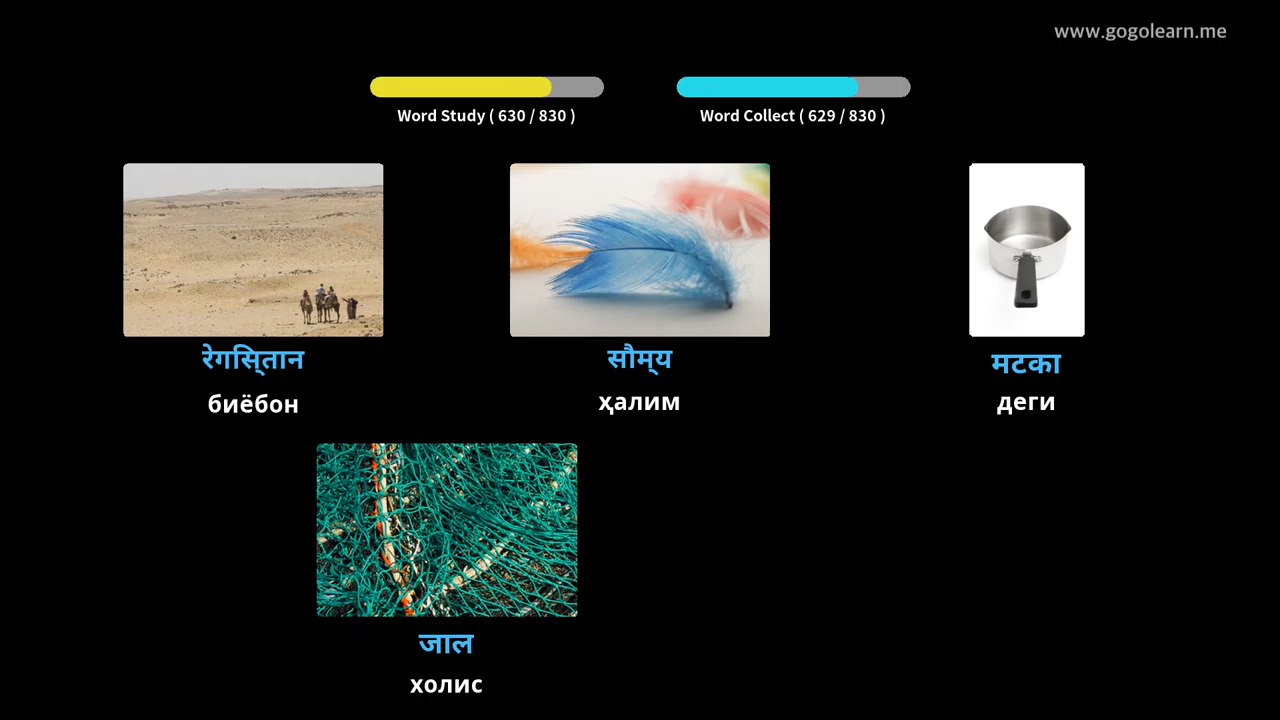 www.gogolearn.me
Word Study ( 630 / 830 )
Word Collect ( 629 / 830 )
रेगिस्तान
सौम्य
मटका
биёбон
ҳалим
деги
जाल
холис